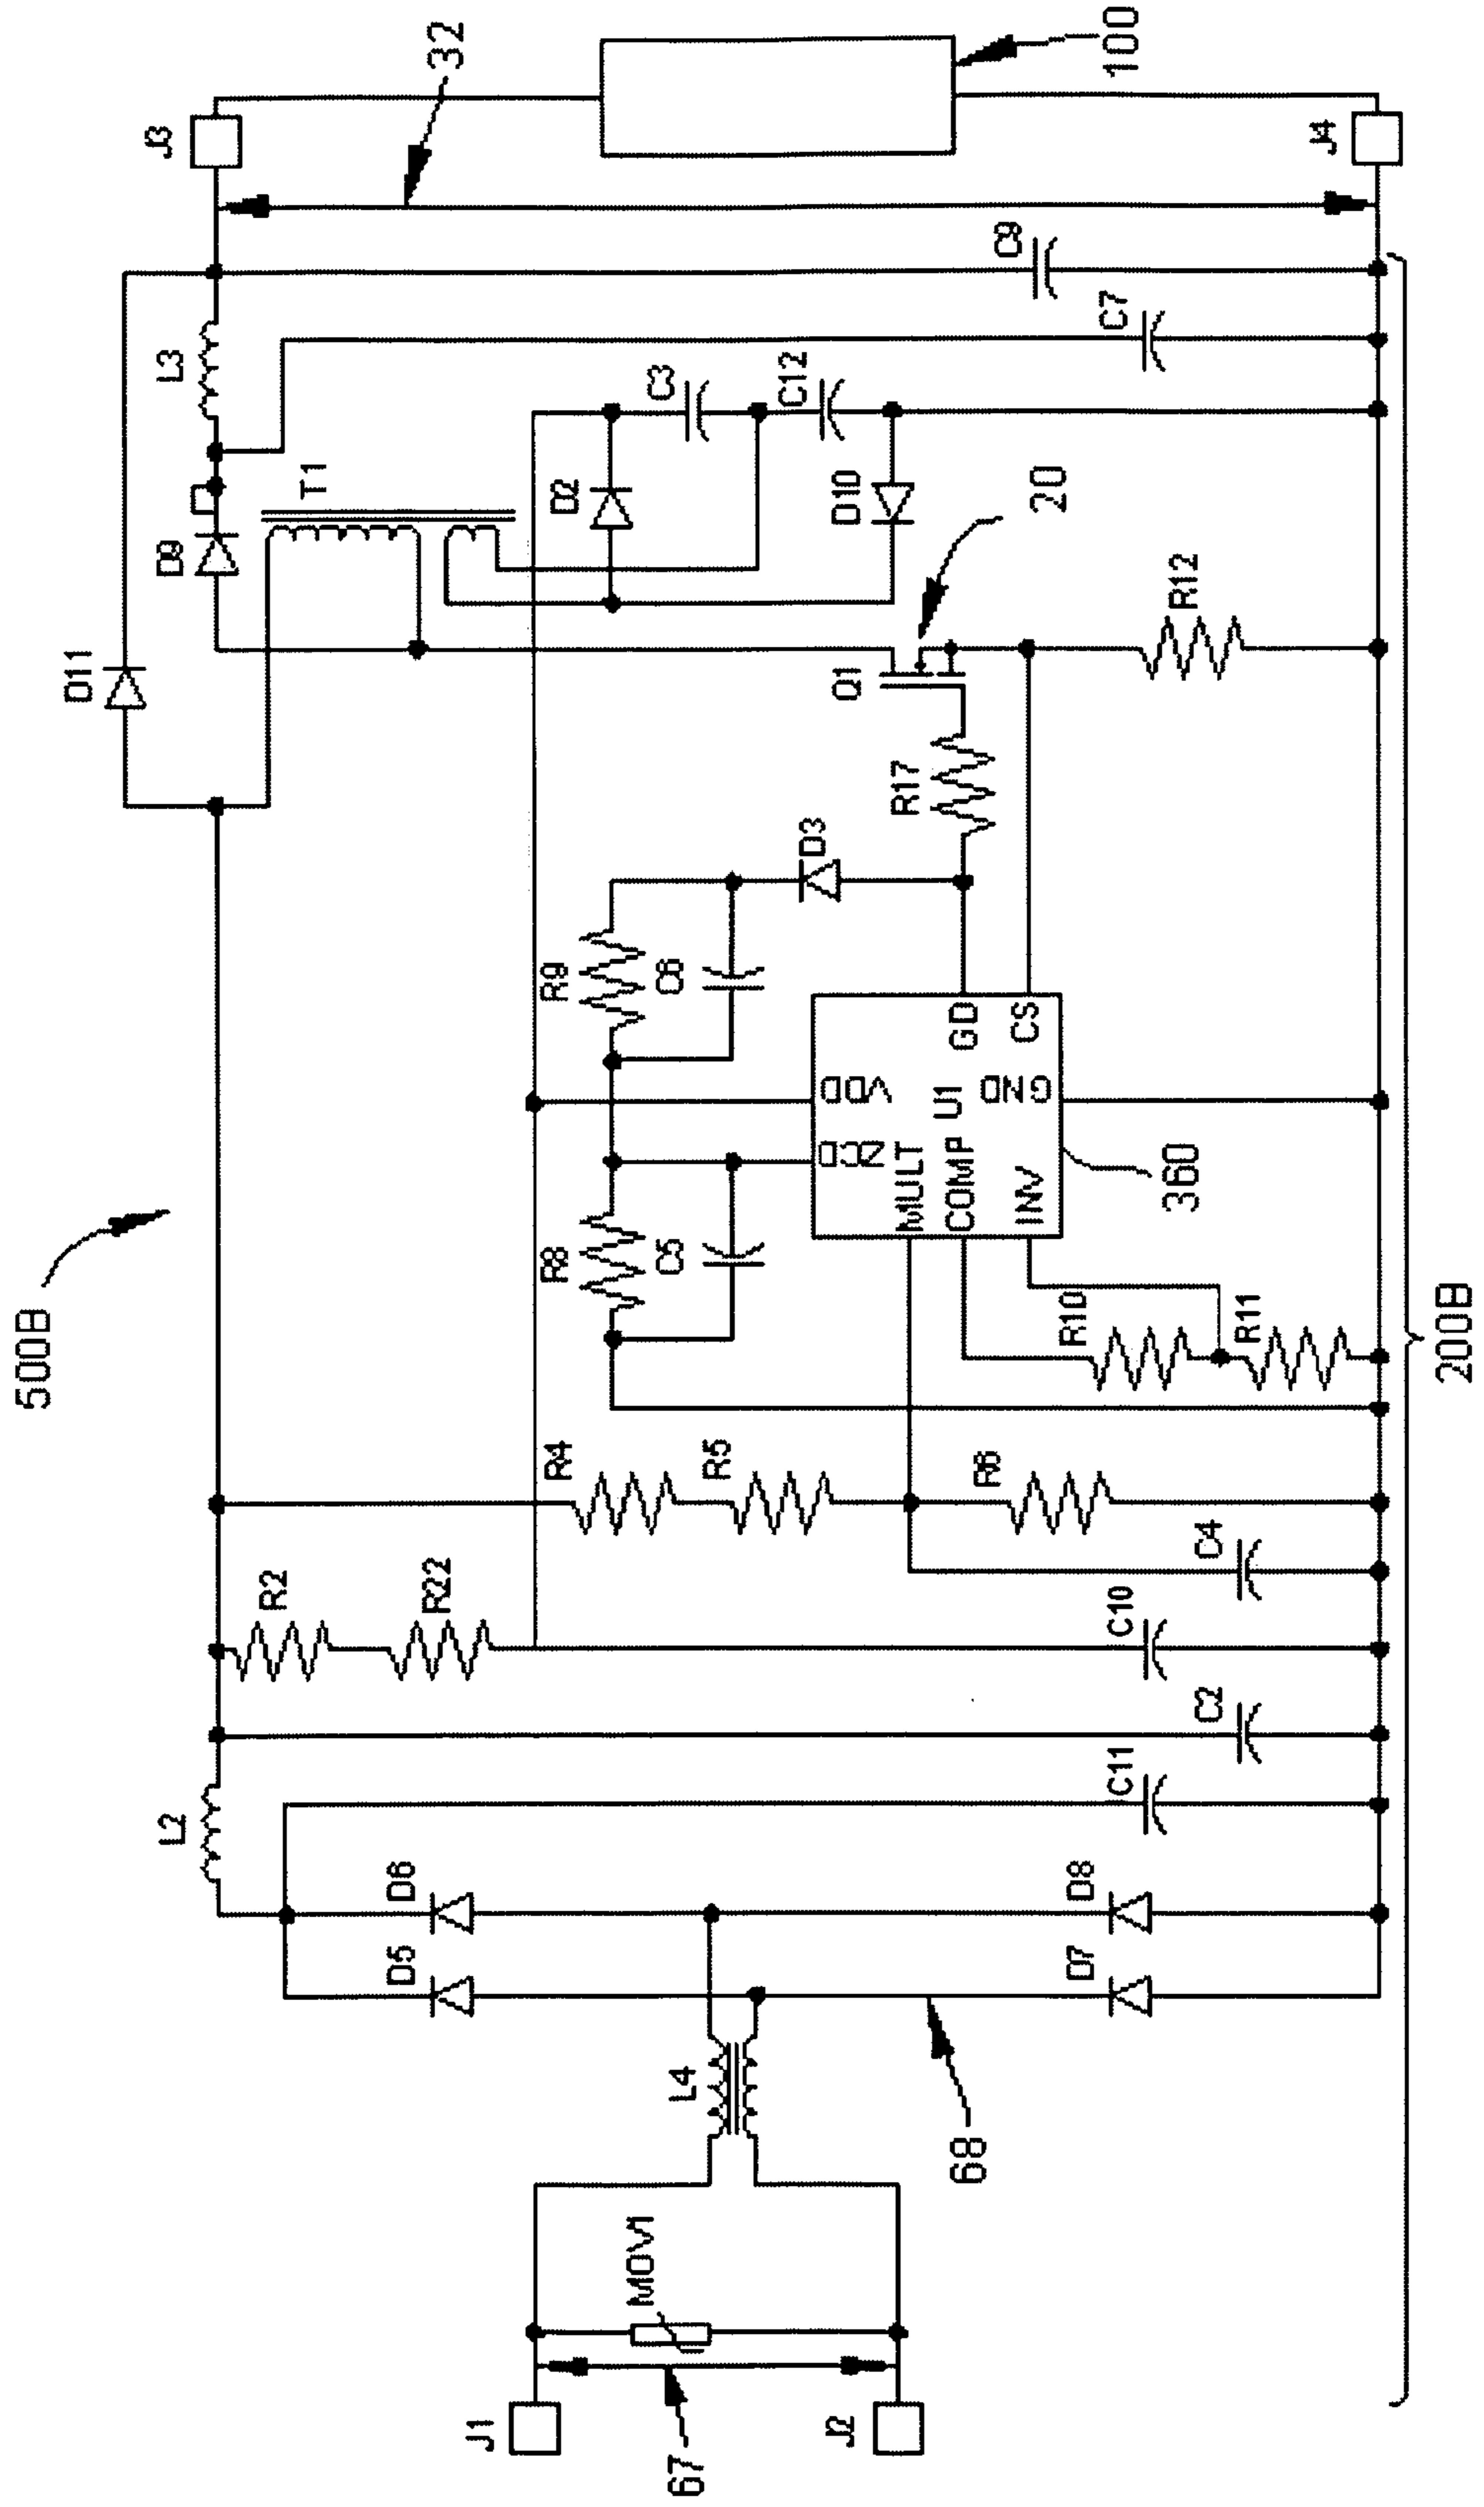 500B
J1
J2
67
MOV1
L4
68
D5
D6
D7
D8
L2
C11
C2
R2
R22
C10
C4
R4
R5
R6
R8
C5
R9
C6
D3
R10
R11
MULT
COMP
INV
ZCD
VDD
U1
GND
GD
CS
360
R17
Q1
20
R12
D11
D9
T1
L3
D2
C3
C12
D10
C7
C9
32
J3
J4
100
200B